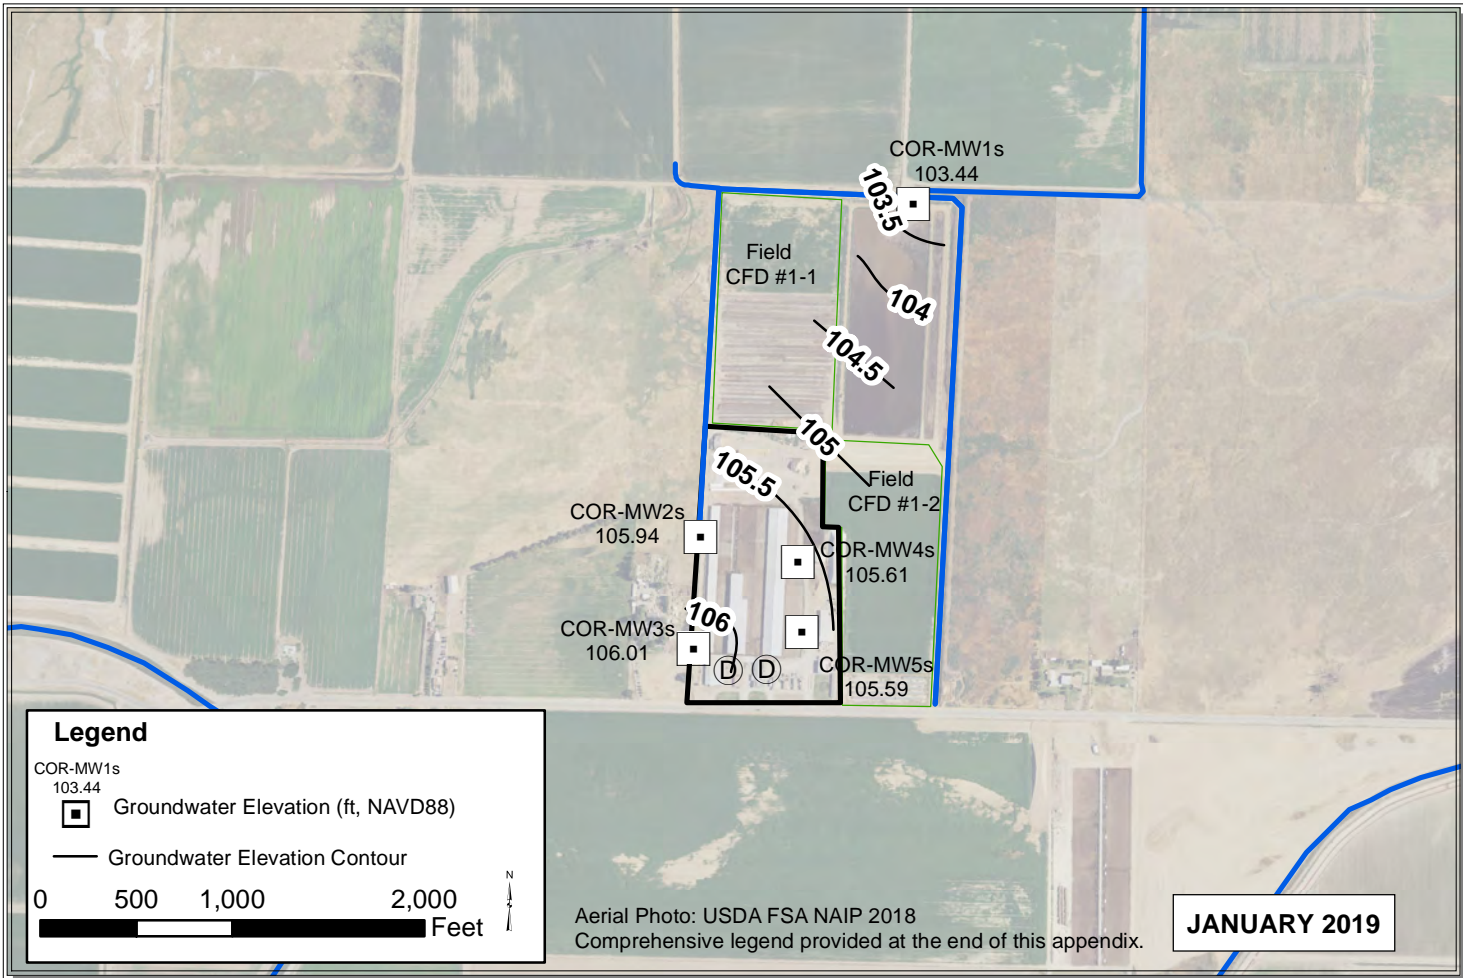 COR-MW1s
103.44
103.5
Field
CFD #1-1
104
104.5
105
105.5
Field
CFD #1-2
COR-MW2s
105.94
COR-MW4s
105.61
106
COR-MW3s
106.01
D
D
COR-MW5s
105.59
Legend
COR-MW1s
103.44
Groundwater Elevation (ft, NAVD88)
Groundwater Elevation Contour
N
0 500 1,000 2,000
Feet
Aerial Photo: USDA FSA NAIP 2018
Comprehensive legend provided at the end of this appendix.
JANUARY 2019